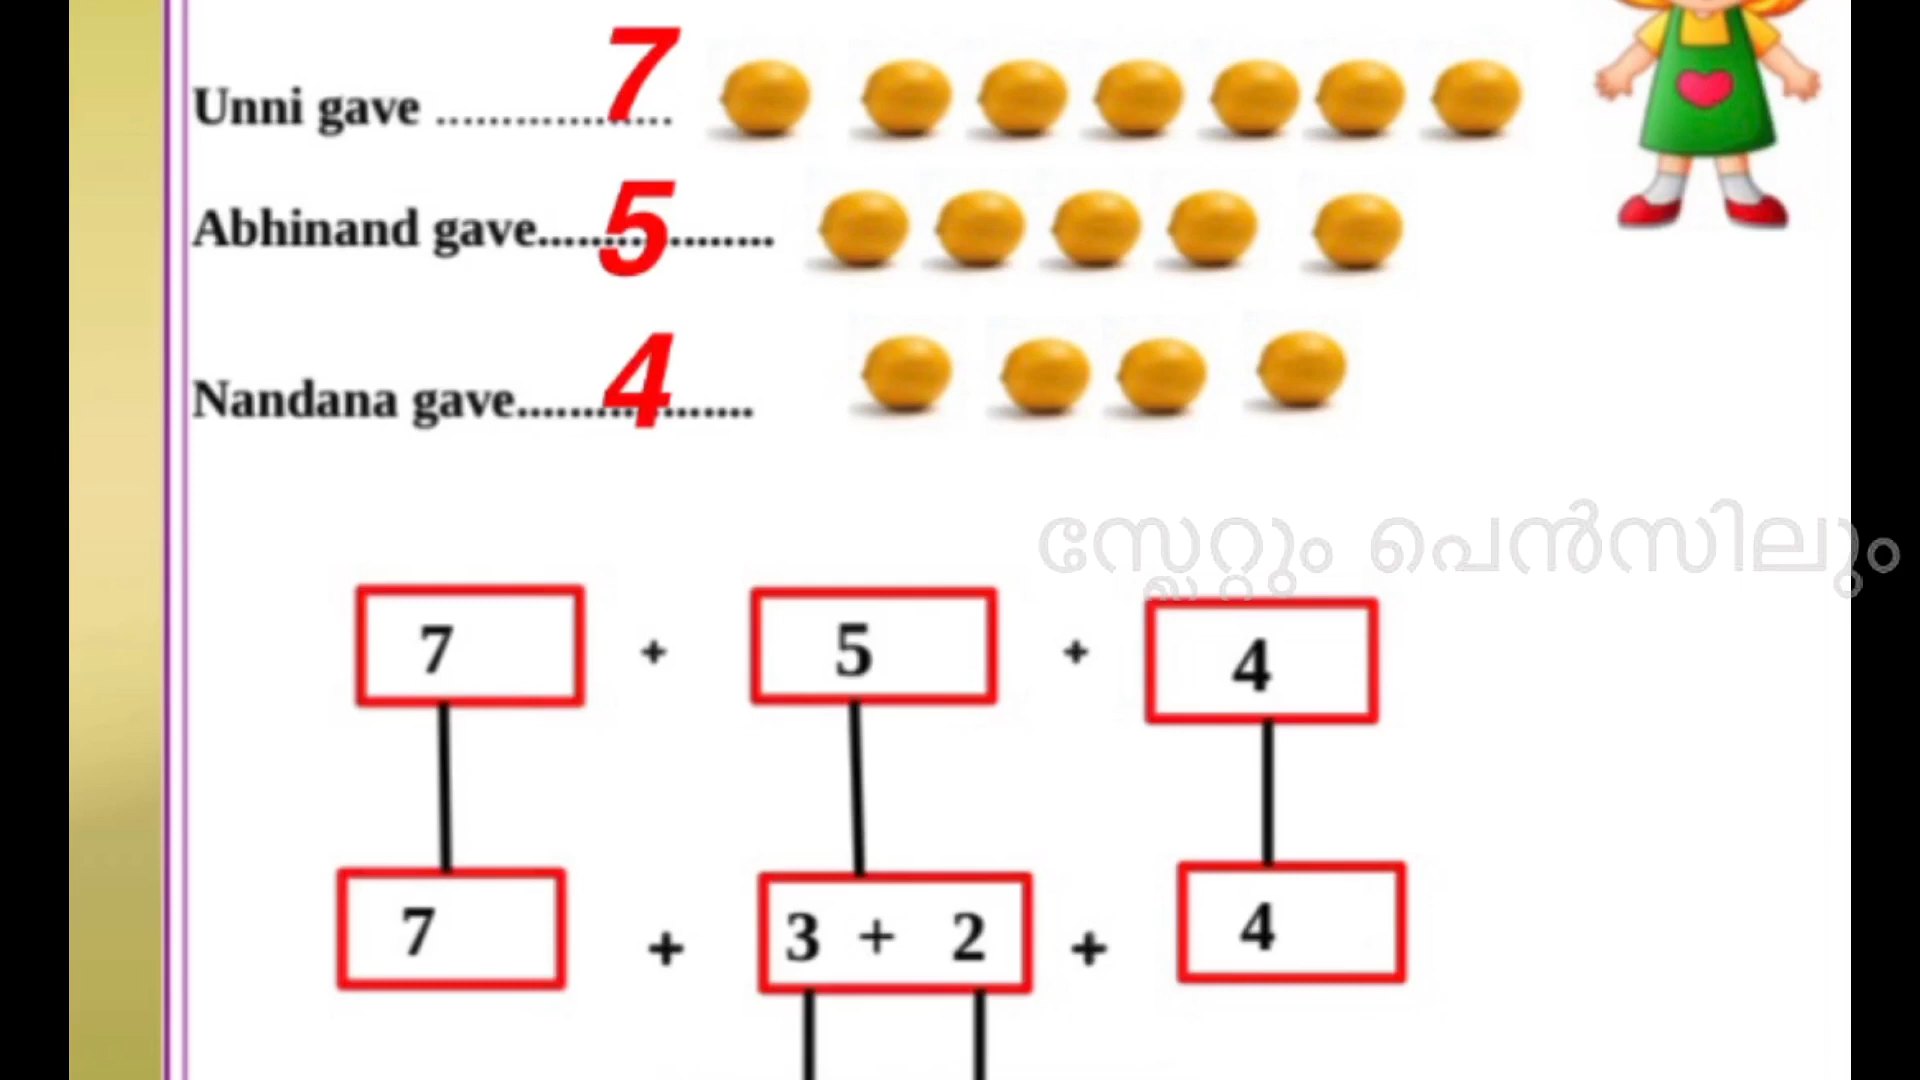 Unni gave .................. 7
Abhinand gave.................. 5
Nandana gave.................. 4
സ്ലേറ്റും പെൻസിലും
7 + 5 + 4
7 + 3 + 2 + 4